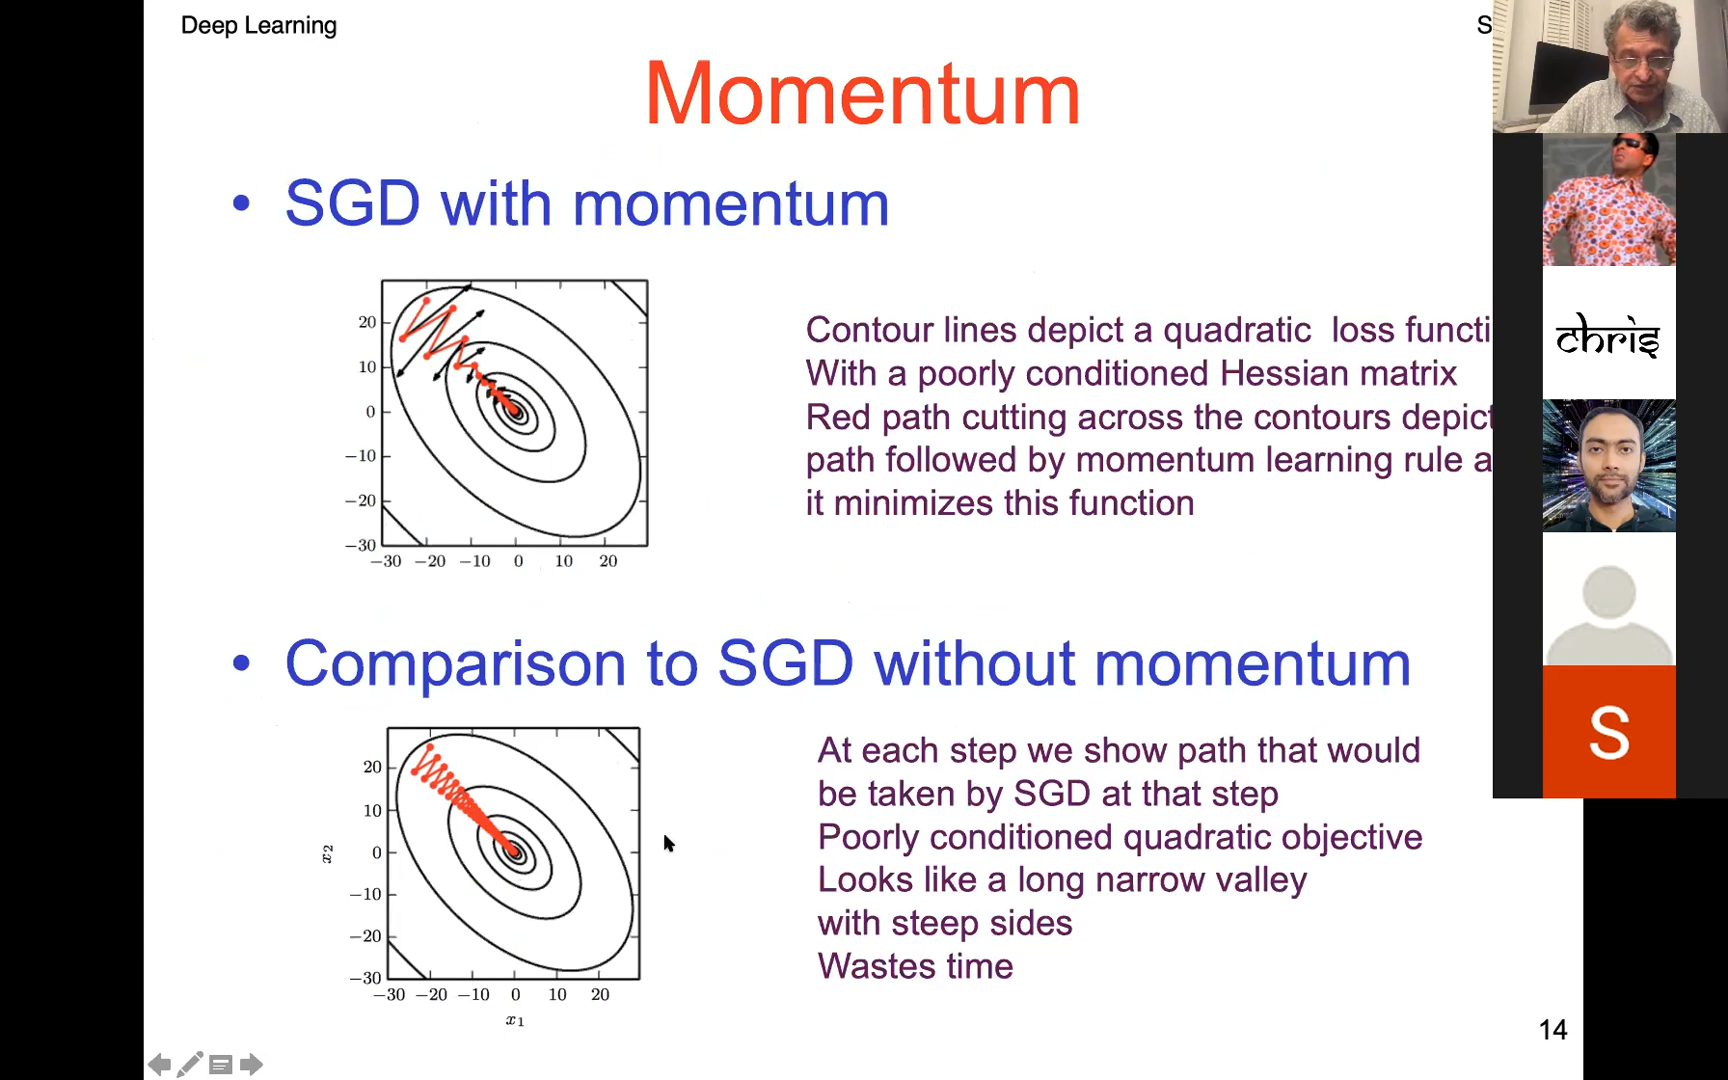 Deep Learning
S
Momentum
• SGD with momentum
20
10
0
−10
−20
−30
−30 −20 −10 0 10 20
Contour lines depict a quadratic loss functi
With a poorly conditioned Hessian matrix
Red path cutting across the contours depict
path followed by momentum learning rule a
it minimizes this function
• Comparison to SGD without momentum
20
10
0
−10
−20
−30
x2
−30 −20 −10 0 10 20
x1
At each step we show path that would
be taken by SGD at that step
Poorly conditioned quadratic objective
Looks like a long narrow valley
with steep sides
Wastes time
14
chris
S